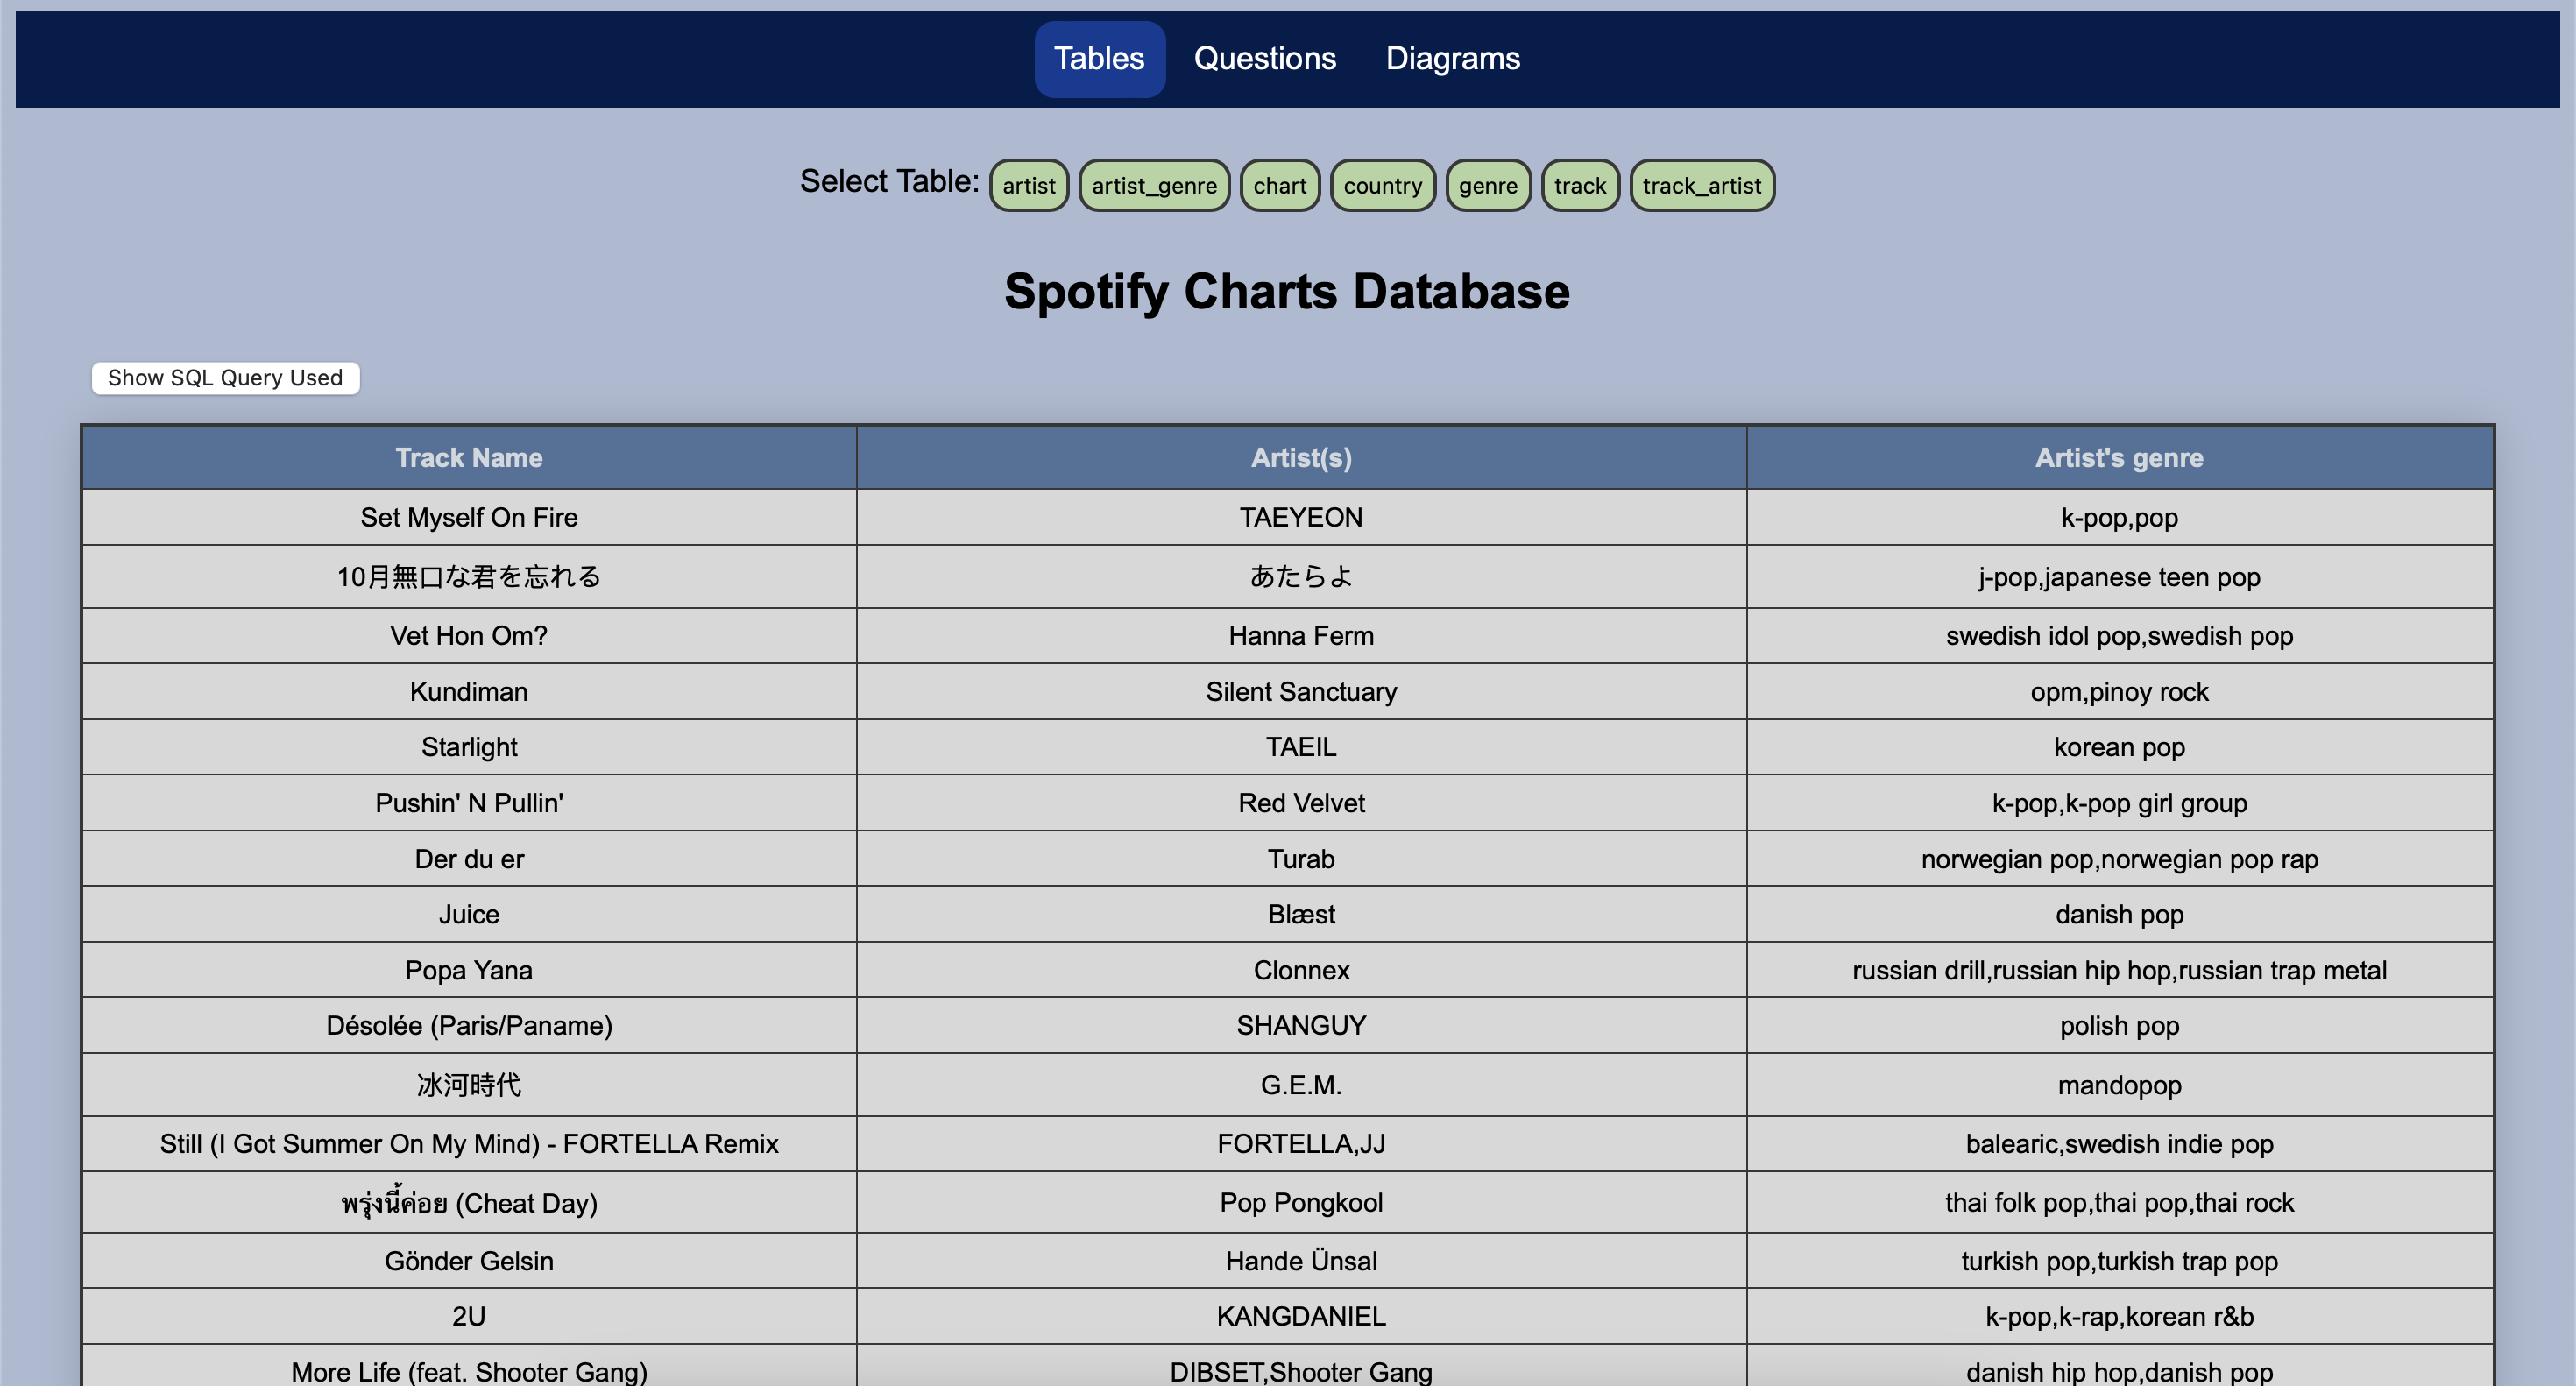 Tables Questions Diagrams
Select Table: artist artist_genre chart country genre track track_artist
Spotify Charts Database
Show SQL Query Used
Track Name Artist(s) Artist's genre
Set Myself On Fire TAEYEON k-pop,pop
10月無口な君を忘れる あたらよ j-pop,japanese teen pop
Vet Hon Om? Hanna Ferm swedish idol pop,swedish pop
Kundiman Silent Sanctuary opm,pinoy rock
Starlight TAEIL korean pop
Pushin' N Pullin' Red Velvet k-pop,k-pop girl group
Der du er Turab norwegian pop,norwegian pop rap
Juice Blæst danish pop
Popa Yana Clonnex russian drill,russian hip hop,russian trap metal
Désolée (Paris/Paname) SHANGUY polish pop
冰河時代 G.E.M. mandopop
Still (I Got Summer On My Mind) - FORTELLA Remix FORTELLA,JJ balearic,swedish indie pop
พรุ่งนี้ค่อย (Cheat Day) Pop Pongkool thai folk pop,thai pop,thai rock
Gönder Gelsin Hande Ünsal turkish pop,turkish trap pop
2U KANGDANIEL k-pop,k-rap,korean r&b
More Life (feat. Shooter Gang) DIBSET,Shooter Gang danish hip hop,danish pop